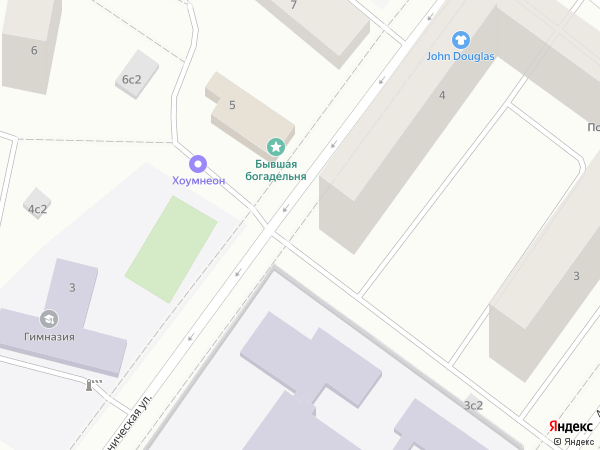 7
John Douglas
6
6с2
4
5
По
Бывшая
богадельня
Хоумнеон
4с2
3
3
Гимназия
3с2
ническая ул.
Яндекс
© Яндекс